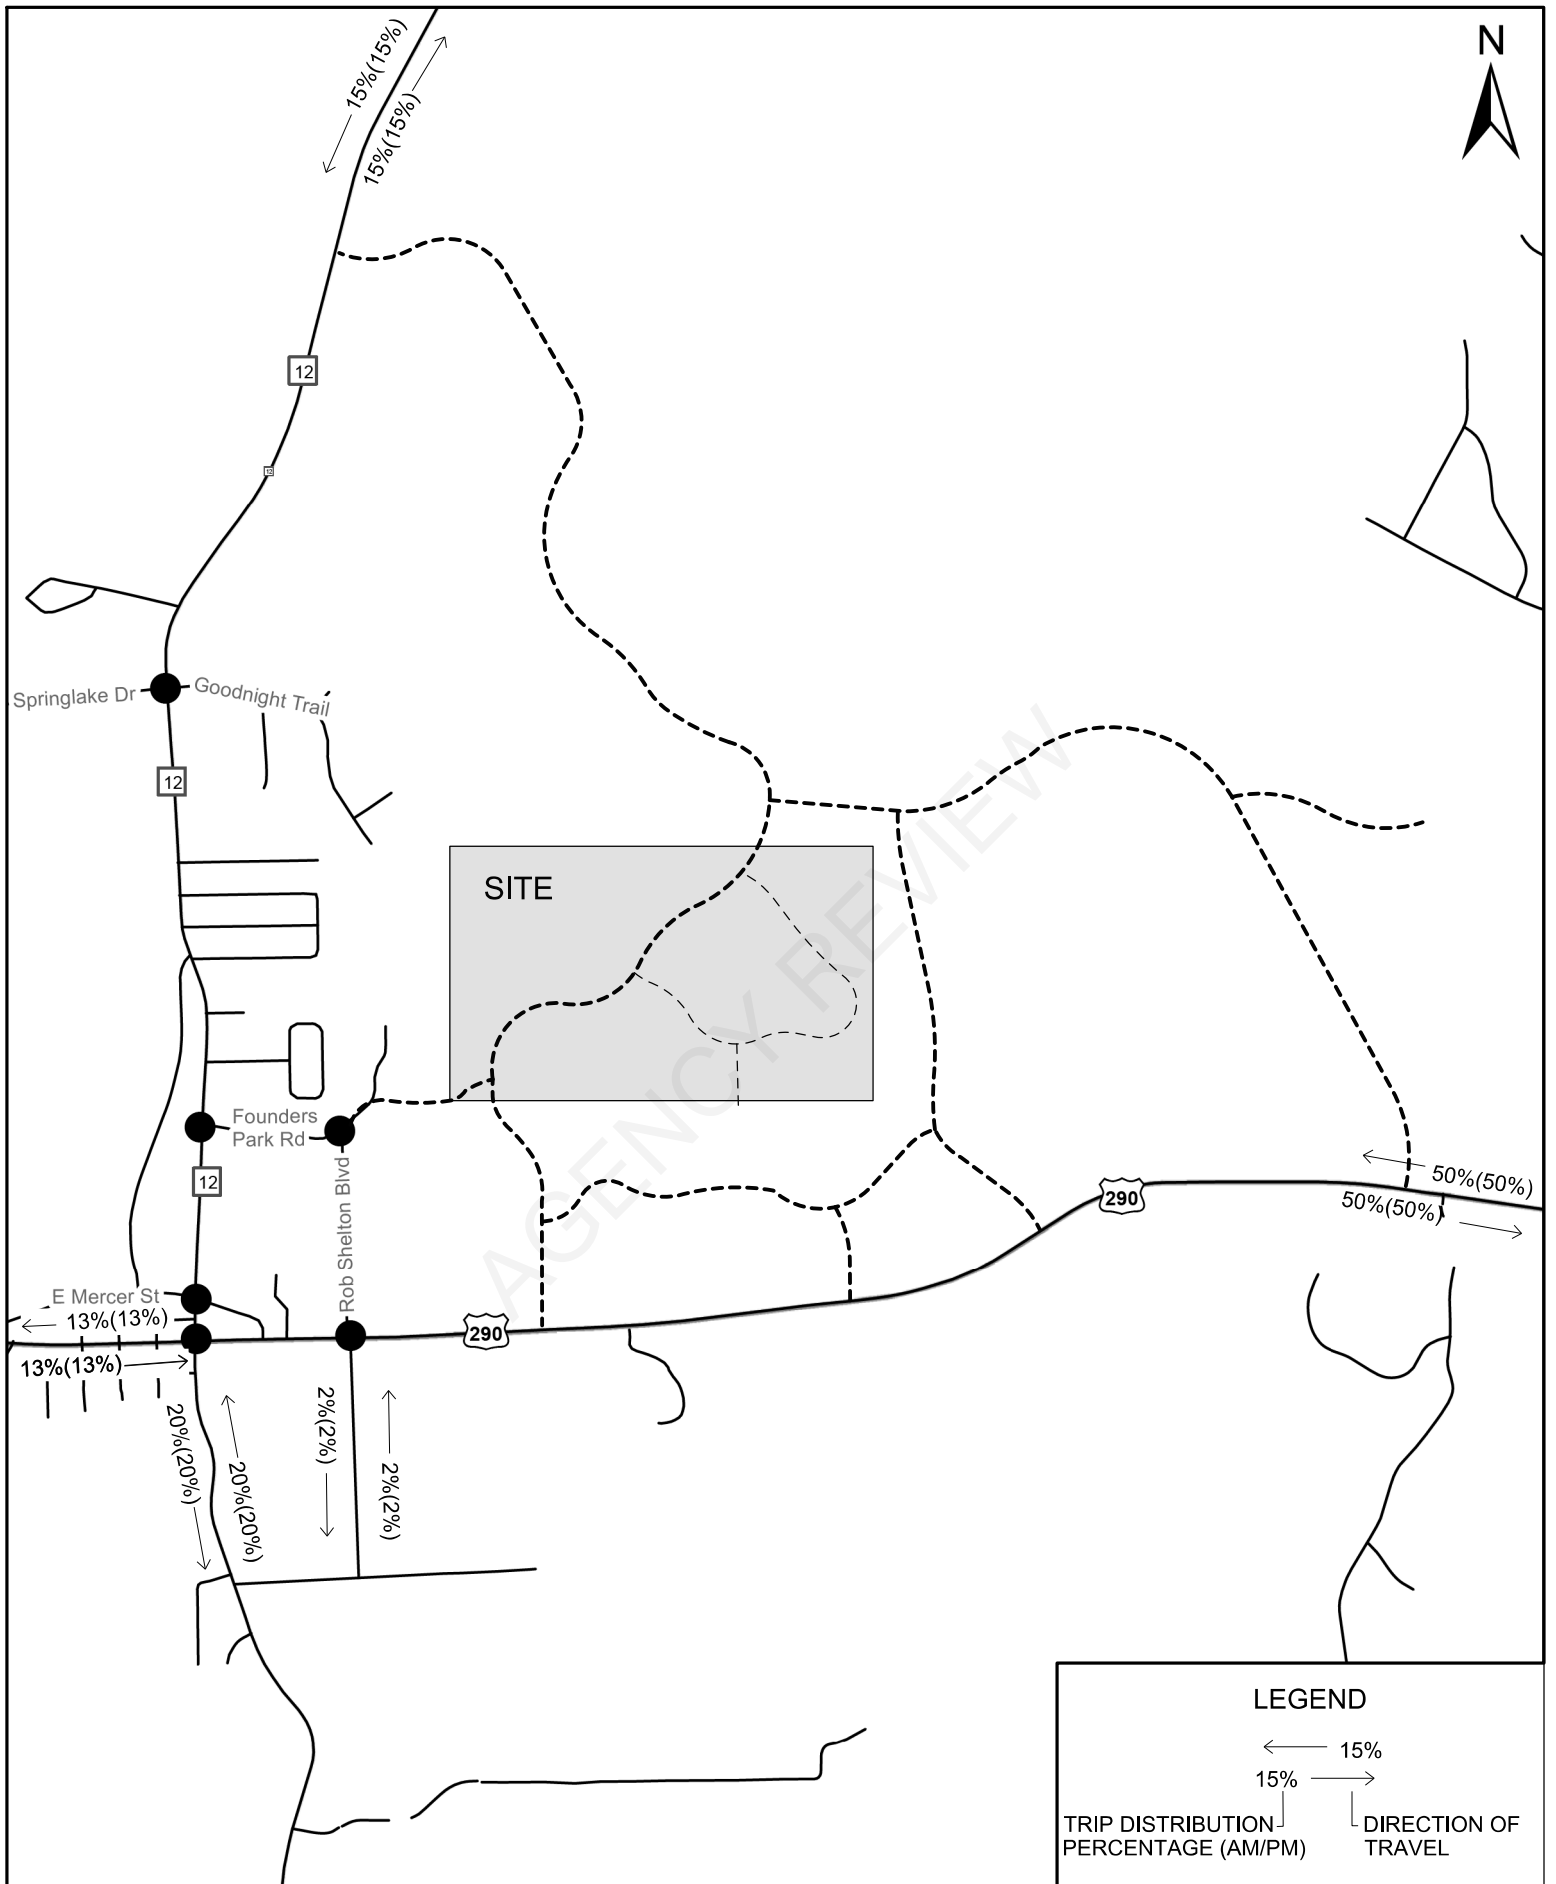 N
15%(15%)
15%(15%)
12
12
Springlake Dr
Goodnight Trail
12
SITE
AGENCY REVIEW
Founders
Park Rd
12
Rob Shelton Blvd
50%(50%)
50%(50%)
290
E Mercer St
13%(13%)
290
13%(13%)
20%(20%)
20%(20%)
2%(2%)
2%(2%)
LEGEND
15%
15%
TRIP DISTRIBUTION
PERCENTAGE (AM/PM)
DIRECTION OF
TRAVEL